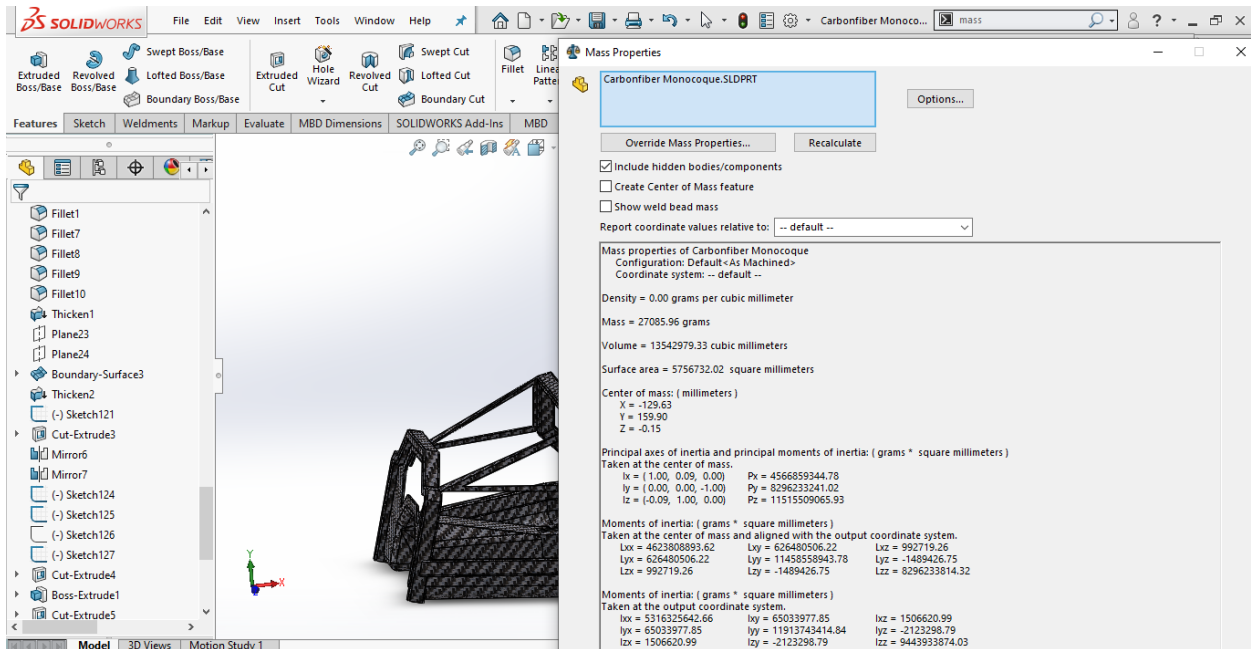 SOLIDWORKS File Edit View Insert Tools Window Help Carbonfiber Monoco... mass ?
Extruded Boss/Base
Revolved Boss/Base
Swept Boss/Base
Lofted Boss/Base
Boundary Boss/Base
Extruded Cut
Hole Wizard
Revolved Cut
Swept Cut
Lofted Cut
Boundary Cut
Fillet
Features Sketch Weldments Markup Evaluate MBD Dimensions SOLIDWORKS Add-Ins MBD
Fillet1
Fillet7
Fillet8
Fillet9
Fillet10
Thicken1
Plane23
Plane24
Boundary-Surface3
Thicken2
(-) Sketch121
Cut-Extrude3
Mirror6
Mirror7
(-) Sketch124
(-) Sketch125
(-) Sketch126
(-) Sketch127
Cut-Extrude4
Boss-Extrude1
Cut-Extrude5
Y
X
Model 3D Views Motion Study 1
Mass Properties
Carbonfiber Monocoque.SLDPRT
Options...
Override Mass Properties... Recalculate
Include hidden bodies/components
Create Center of Mass feature
Show weld bead mass
Report coordinate values relative to: -- default --
Mass properties of Carbonfiber Monocoque
Configuration: Default<As Machined>
Coordinate system: -- default --
Density = 0.00 grams per cubic millimeter
Mass = 27085.96 grams
Volume = 13542979.33 cubic millimeters
Surface area = 5756732.02 square millimeters
Center of mass: ( millimeters )
X = -129.63
Y = 159.90
Z = -0.15
Principal axes of inertia and principal moments of inertia: ( grams * square millimeters )
Taken at the center of mass.
Ix = ( 1.00, 0.09, 0.00) Px = 4566859344.78
Iy = ( 0.00, 0.00, -1.00) Py = 8296233241.02
Iz = (-0.09, 1.00, 0.00) Pz = 11515509065.93
Moments of inertia: ( grams * square millimeters )
Taken at the center of mass and aligned with the output coordinate system.
Lxx = 4623808893.62 Lxy = 626480506.22 Lxz = 992719.26
Lyx = 626480506.22 Lyy = 11458558943.78 Lyz = -1489426.75
Lzx = 992719.26 Lzy = -1489426.75 Lzz = 8296233814.32
Moments of inertia: ( grams * square millimeters )
Taken at the output coordinate system.
Ixx = 5316325642.66 Ixy = 65033977.85 Ixz = 1506620.99
Iyx = 65033977.85 Iyy = 11913743414.84 Iyz = -2123298.79
Izx = 1506620.99 Izy = -2123298.79 Izz = 9443933874.03